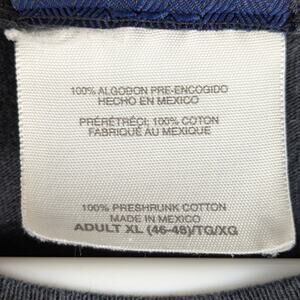 100% ALGODON PRE-ENCOGIDO
HECHO EN MEXICO
PRÉRÉTRÉCI; 100% COTON
FABRIQUÉ AU MEXIQUE
100% PRESHRUNK COTTON
MADE IN MEXICO
ADULT XL (46-48)/TG/XG